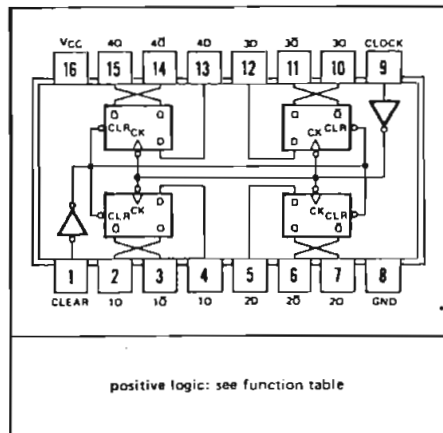 VCC 4Q 4Q̄ 4D 3D 3Q̄ 3Q CLOCK
16 15 14 13 12 11 10 9
Q̄ Q Q Q̄
CLR CK D D CK CLR
CLR CK D D CK CLR
Q̄ Q Q Q̄
1 2 3 4 5 6 7 8
CLEAR 1Q 1Q̄ 1D 2D 2Q̄ 2Q GND
positive logic: see function table